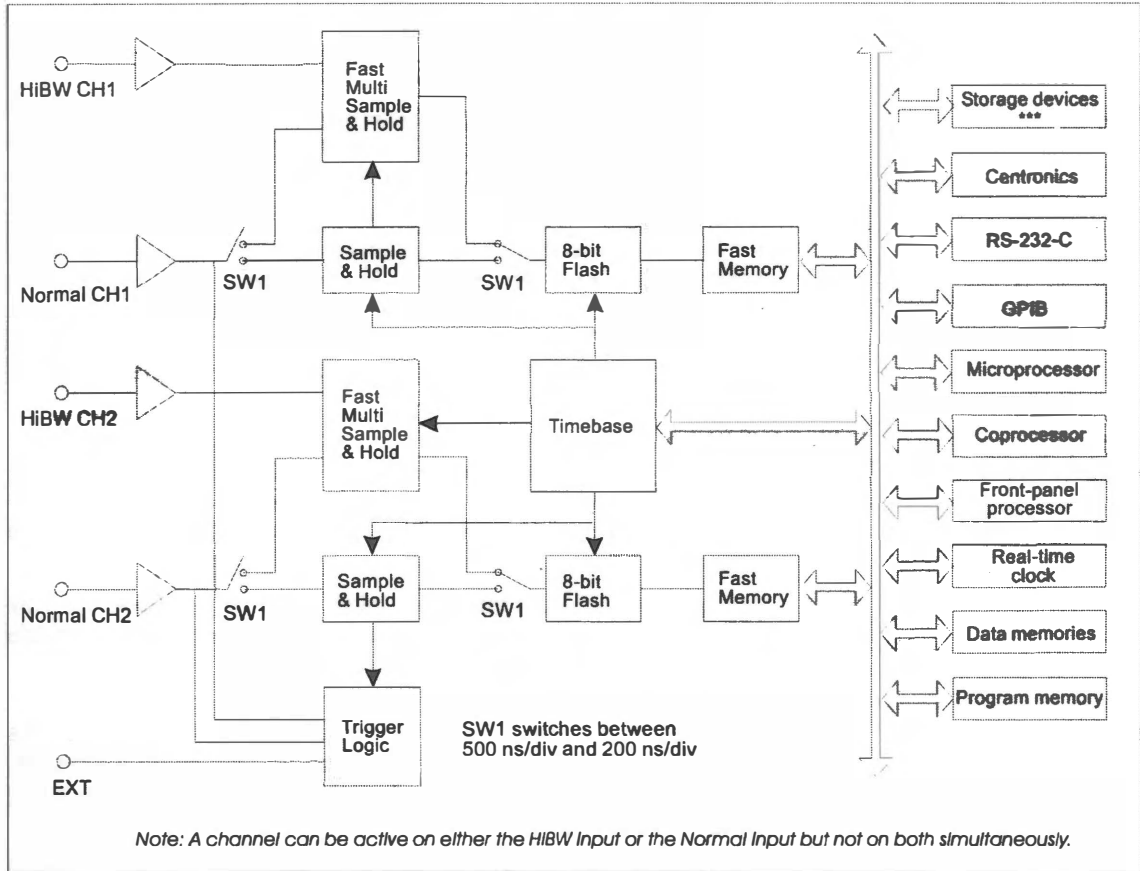 HiBW CH1
Fast
Multi
Sample
& Hold
Storage devices
***
Centronics
RS-232-C
GPIB
Microprocessor
Coprocessor
Front-panel
processor
Real-time
clock
Data memories
Program memory
Normal CH1
SW1
Sample
& Hold
SW1
8-bit
Flash
Fast
Memory
HiBW CH2
Fast
Multi
Sample
& Hold
Timebase
Normal CH2
SW1
Sample
& Hold
SW1
8-bit
Flash
Fast
Memory
Trigger
Logic
SW1 switches between
500 ns/div and 200 ns/div
EXT
Note: A channel can be active on either the HiBW Input or the Normal Input but not on both simultaneously.